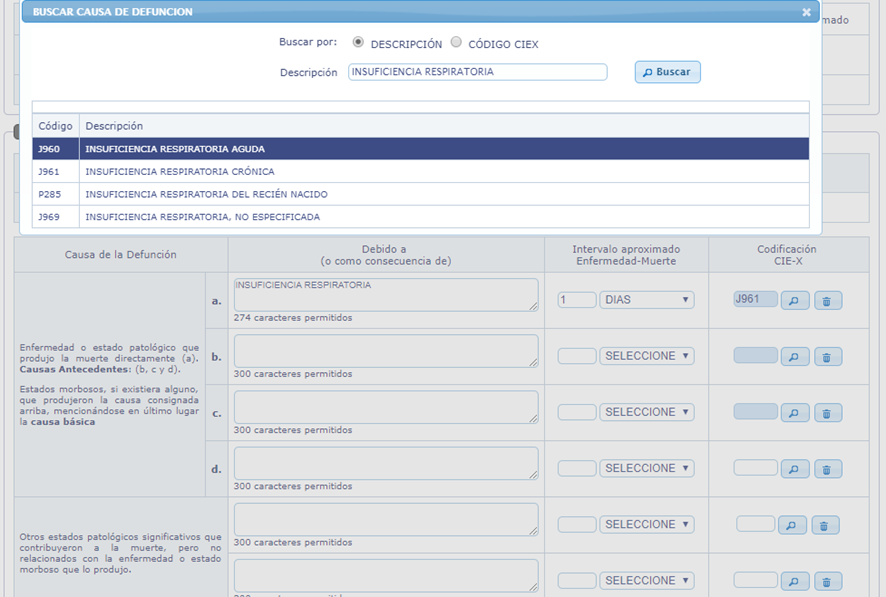 BUSCAR CAUSA DE DEFUNCION
mado
Buscar por: DESCRIPCIÓN CÓDIGO CIEX
Descripción INSUFICIENCIA RESPIRATORIA Buscar
Código Descripción
J960 INSUFICIENCIA RESPIRATORIA AGUDA
J961 INSUFICIENCIA RESPIRATORIA CRÓNICA
P285 INSUFICIENCIA RESPIRATORIA DEL RECIÉN NACIDO
J969 INSUFICIENCIA RESPIRATORIA, NO ESPECIFICADA
Causa de la Defunción
Debido a
(o como consecuencia de)
Intervalo aproximado
Enfermedad-Muerte
Codificación
CIE-X
Enfermedad o estado patológico que
produjo la muerte directamente (a).
Causas Antecedentes: (b, c y d).
Estados morbosos, si existiera alguno,
que produjeron la causa consignada
arriba, mencionándose en último lugar
la causa básica
a. INSUFICIENCIA RESPIRATORIA 1 DIAS J961
274 caracteres permitidos
b. SELECCIONE
300 caracteres permitidos
c. SELECCIONE
300 caracteres permitidos
d. SELECCIONE
300 caracteres permitidos
Otros estados patológicos significativos que
contribuyeron a la muerte, pero no
relacionados con la enfermedad o estado
morboso que lo produjo.
SELECCIONE
300 caracteres permitidos
SELECCIONE